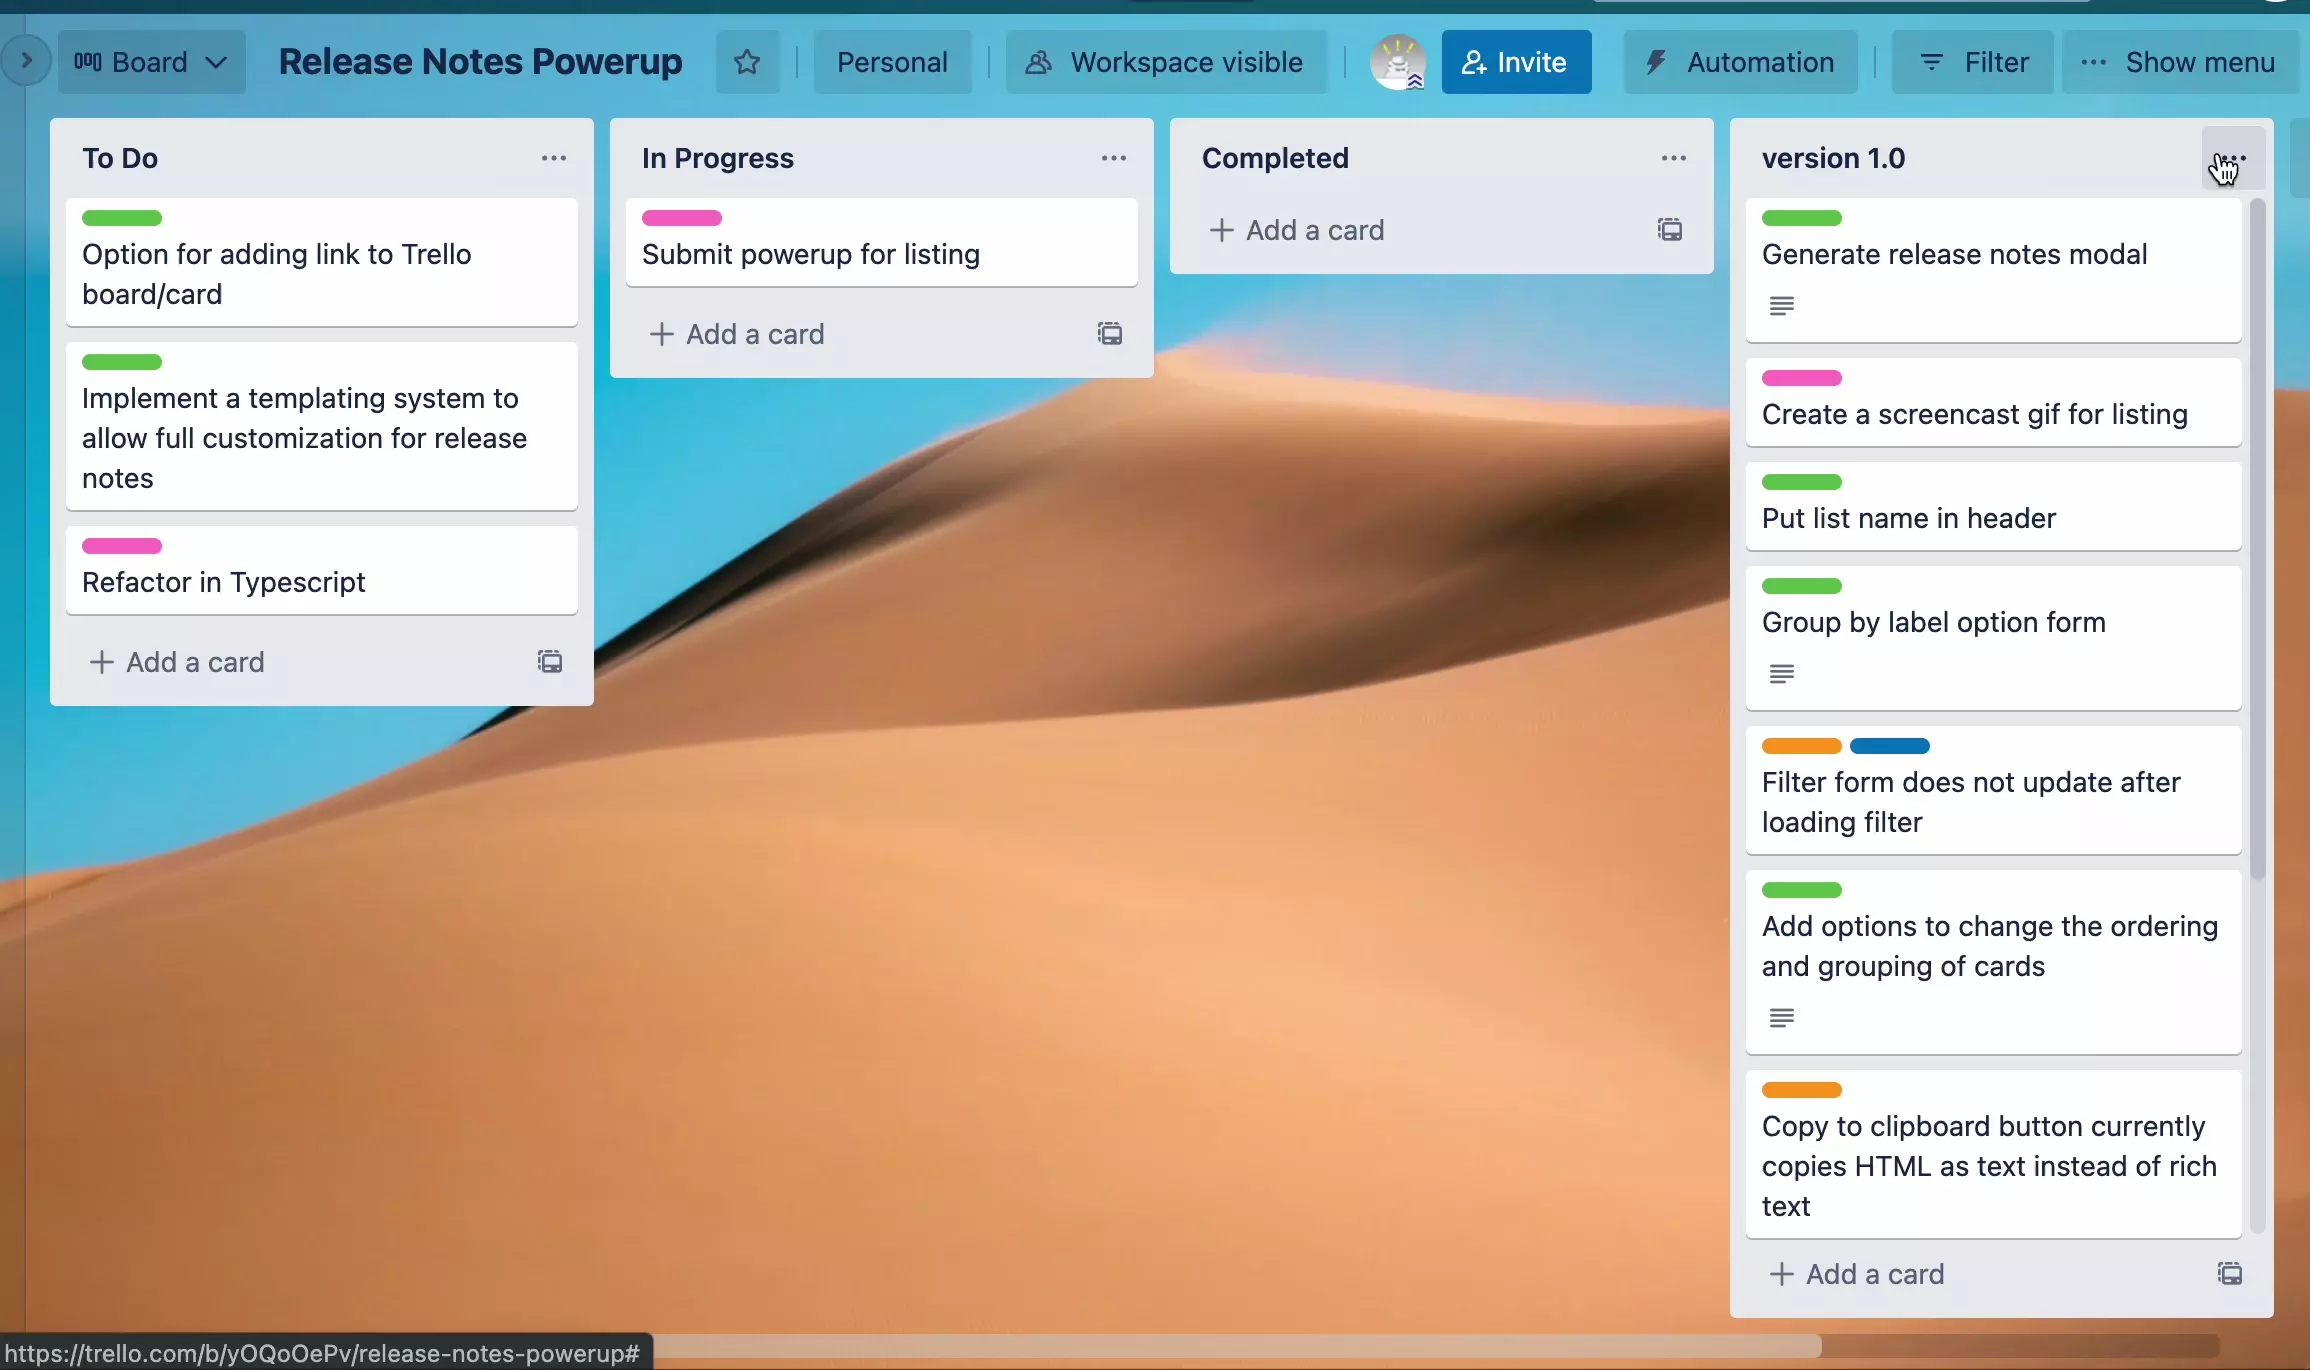 Board
Release Notes Powerup
Personal
Workspace visible
Invite
Automation
Filter
Show menu
To Do
Option for adding link to Trello
board/card
Implement a templating system to
allow full customization for release
notes
Refactor in Typescript
Add a card
In Progress
Submit powerup for listing
Add a card
Completed
Add a card
version 1.0
Generate release notes modal
Create a screencast gif for listing
Put list name in header
Group by label option form
Filter form does not update after
loading filter
Add options to change the ordering
and grouping of cards
Copy to clipboard button currently
copies HTML as text instead of rich
text
Add a card
https://trello.com/b/yOQoOePv/release-notes-powerup#